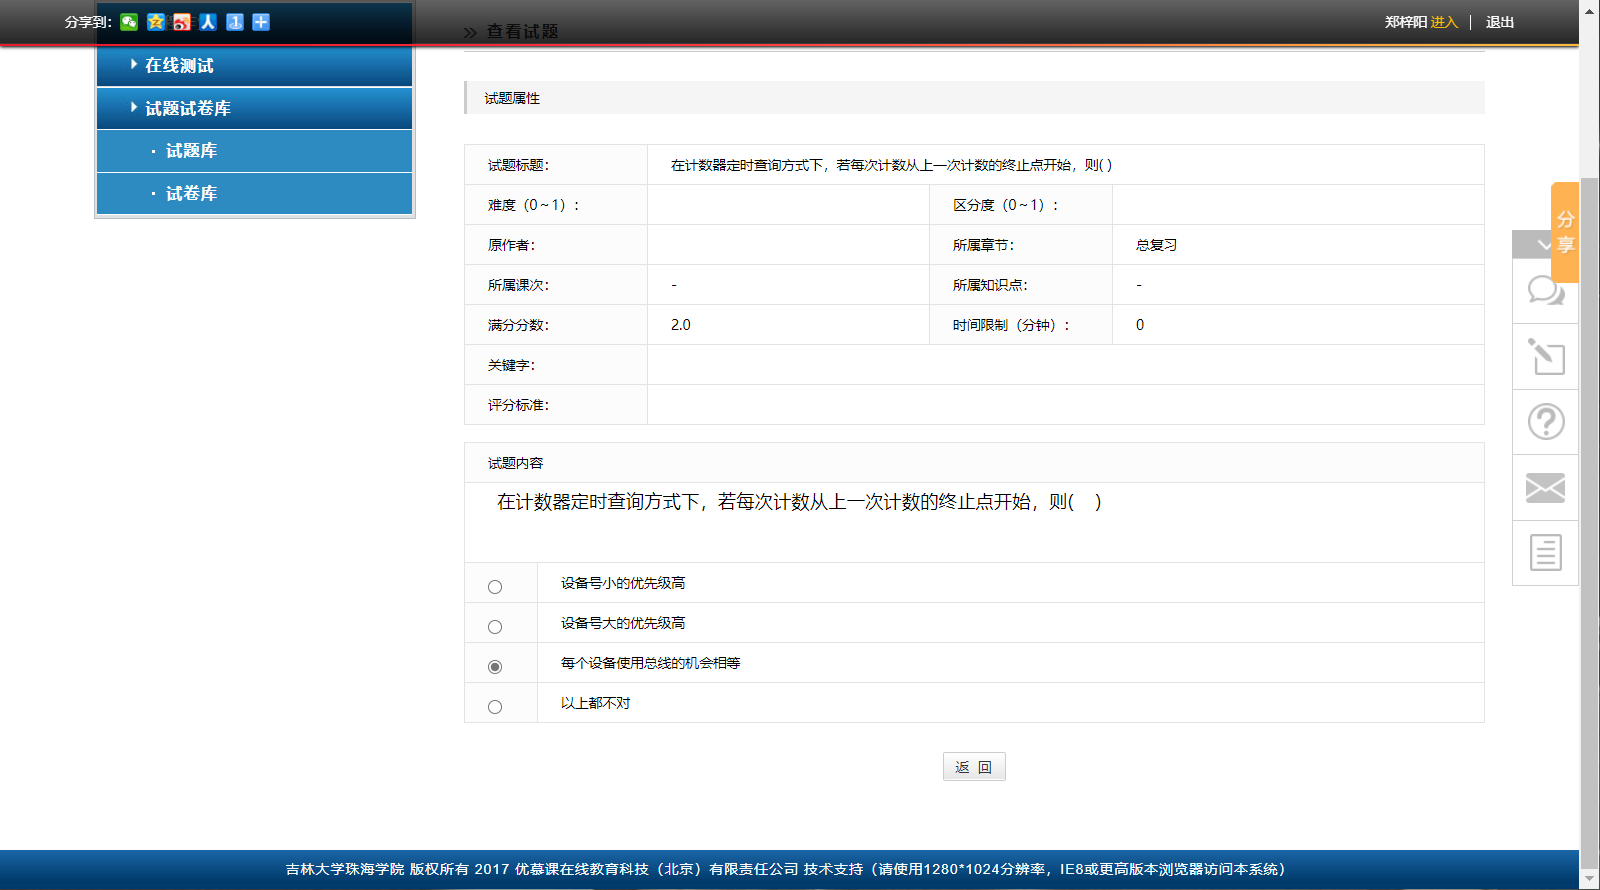 分享到:
郑梓阳 进入 | 退出
» 查看试题
在线测试
试题试卷库
· 试题库
· 试卷库
试题属性
试题标题: 在计数器定时查询方式下，若每次计数从上一次计数的终止点开始，则( )
难度（0～1）: 区分度（0～1）:
原作者: 所属章节: 总复习
所属课次: - 所属知识点: -
满分分数: 2.0 时间限制（分钟）: 0
关键字:
评分标准:
试题内容
在计数器定时查询方式下，若每次计数从上一次计数的终止点开始，则( )
设备号小的优先级高
设备号大的优先级高
每个设备使用总线的机会相等
以上都不对
返 回
分
享
吉林大学珠海学院 版权所有 2017 优慕课在线教育科技（北京）有限责任公司 技术支持（请使用1280*1024分辨率，IE8或更高版本浏览器访问本系统）